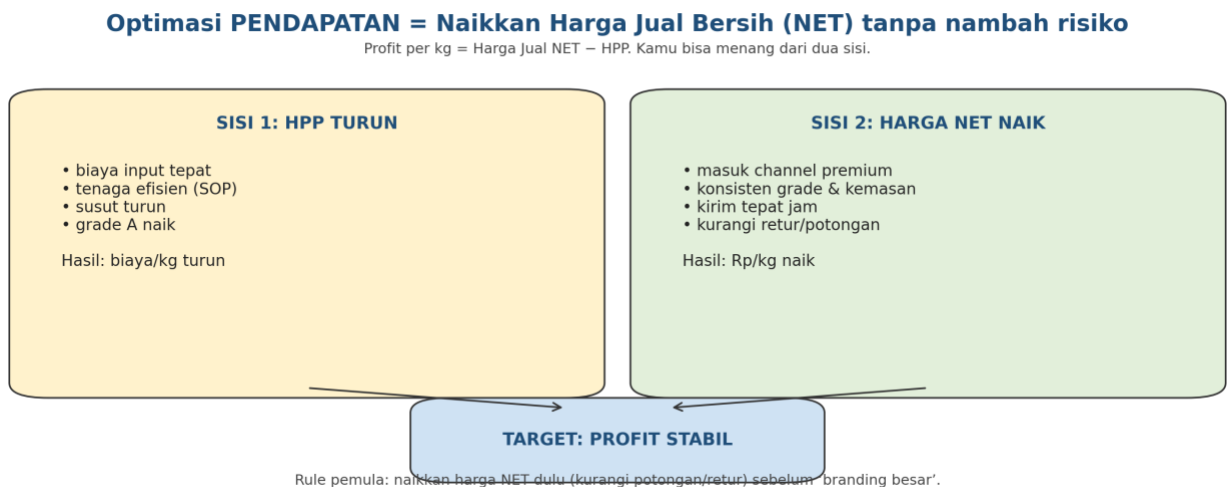 Optimasi PENDAPATAN = Naikkan Harga Jual Bersih (NET) tanpa nambah risiko
Profit per kg = Harga Jual NET − HPP. Kamu bisa menang dari dua sisi.
SISI 1: HPP TURUN
• biaya input tepat
• tenaga efisien (SOP)
• susut turun
• grade A naik
Hasil: biaya/kg turun
SISI 2: HARGA NET NAIK
• masuk channel premium
• konsisten grade & kemasan
• kirim tepat jam
• kurangi retur/potongan
Hasil: Rp/kg naik
TARGET: PROFIT STABIL
Rule pemula: naikkan harga NET dulu (kurangi potongan/retur) sebelum ‘branding besar’.